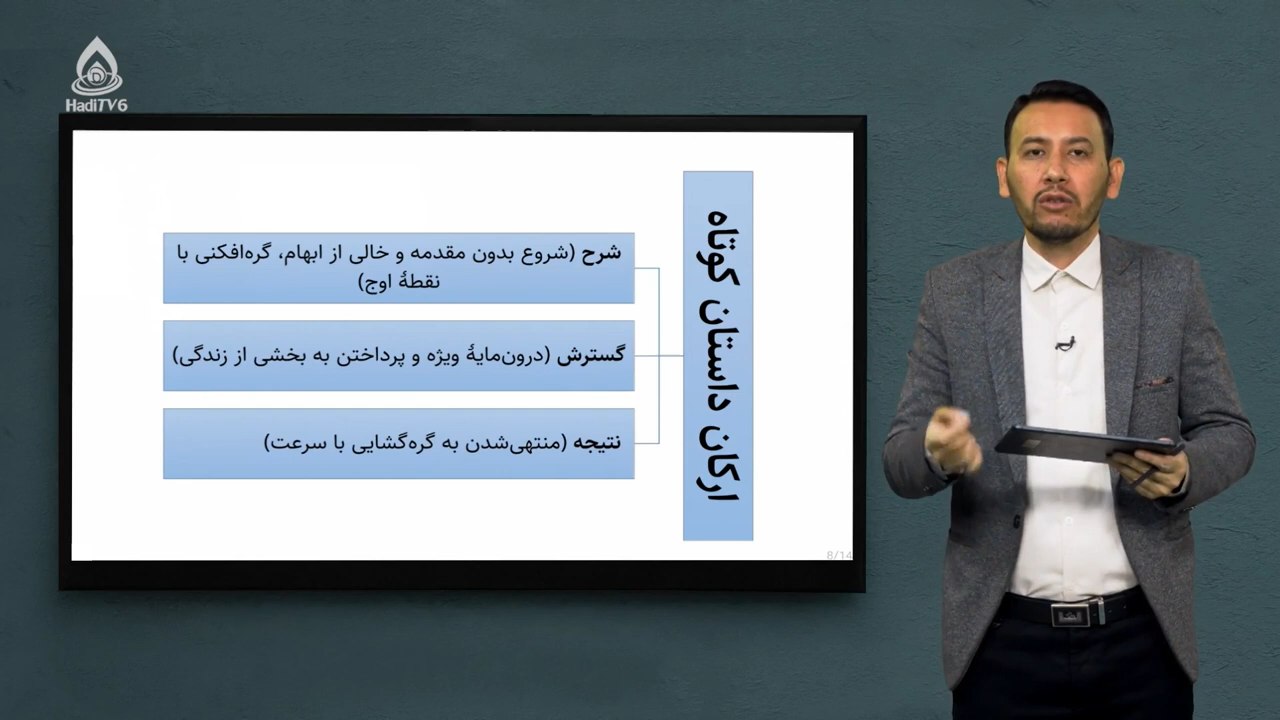 HadiTV6
ارکان داستان کوتاه
شرح (شروع بدون مقدمه و خالی از ابهام، گره‌افکنی با
نقطهٔ اوج)
گسترش (درون‌مایهٔ ویژه و پرداختن به بخشی از زندگی)
نتیجه (منتهی‌شدن به گره‌گشایی با سرعت)
8/14